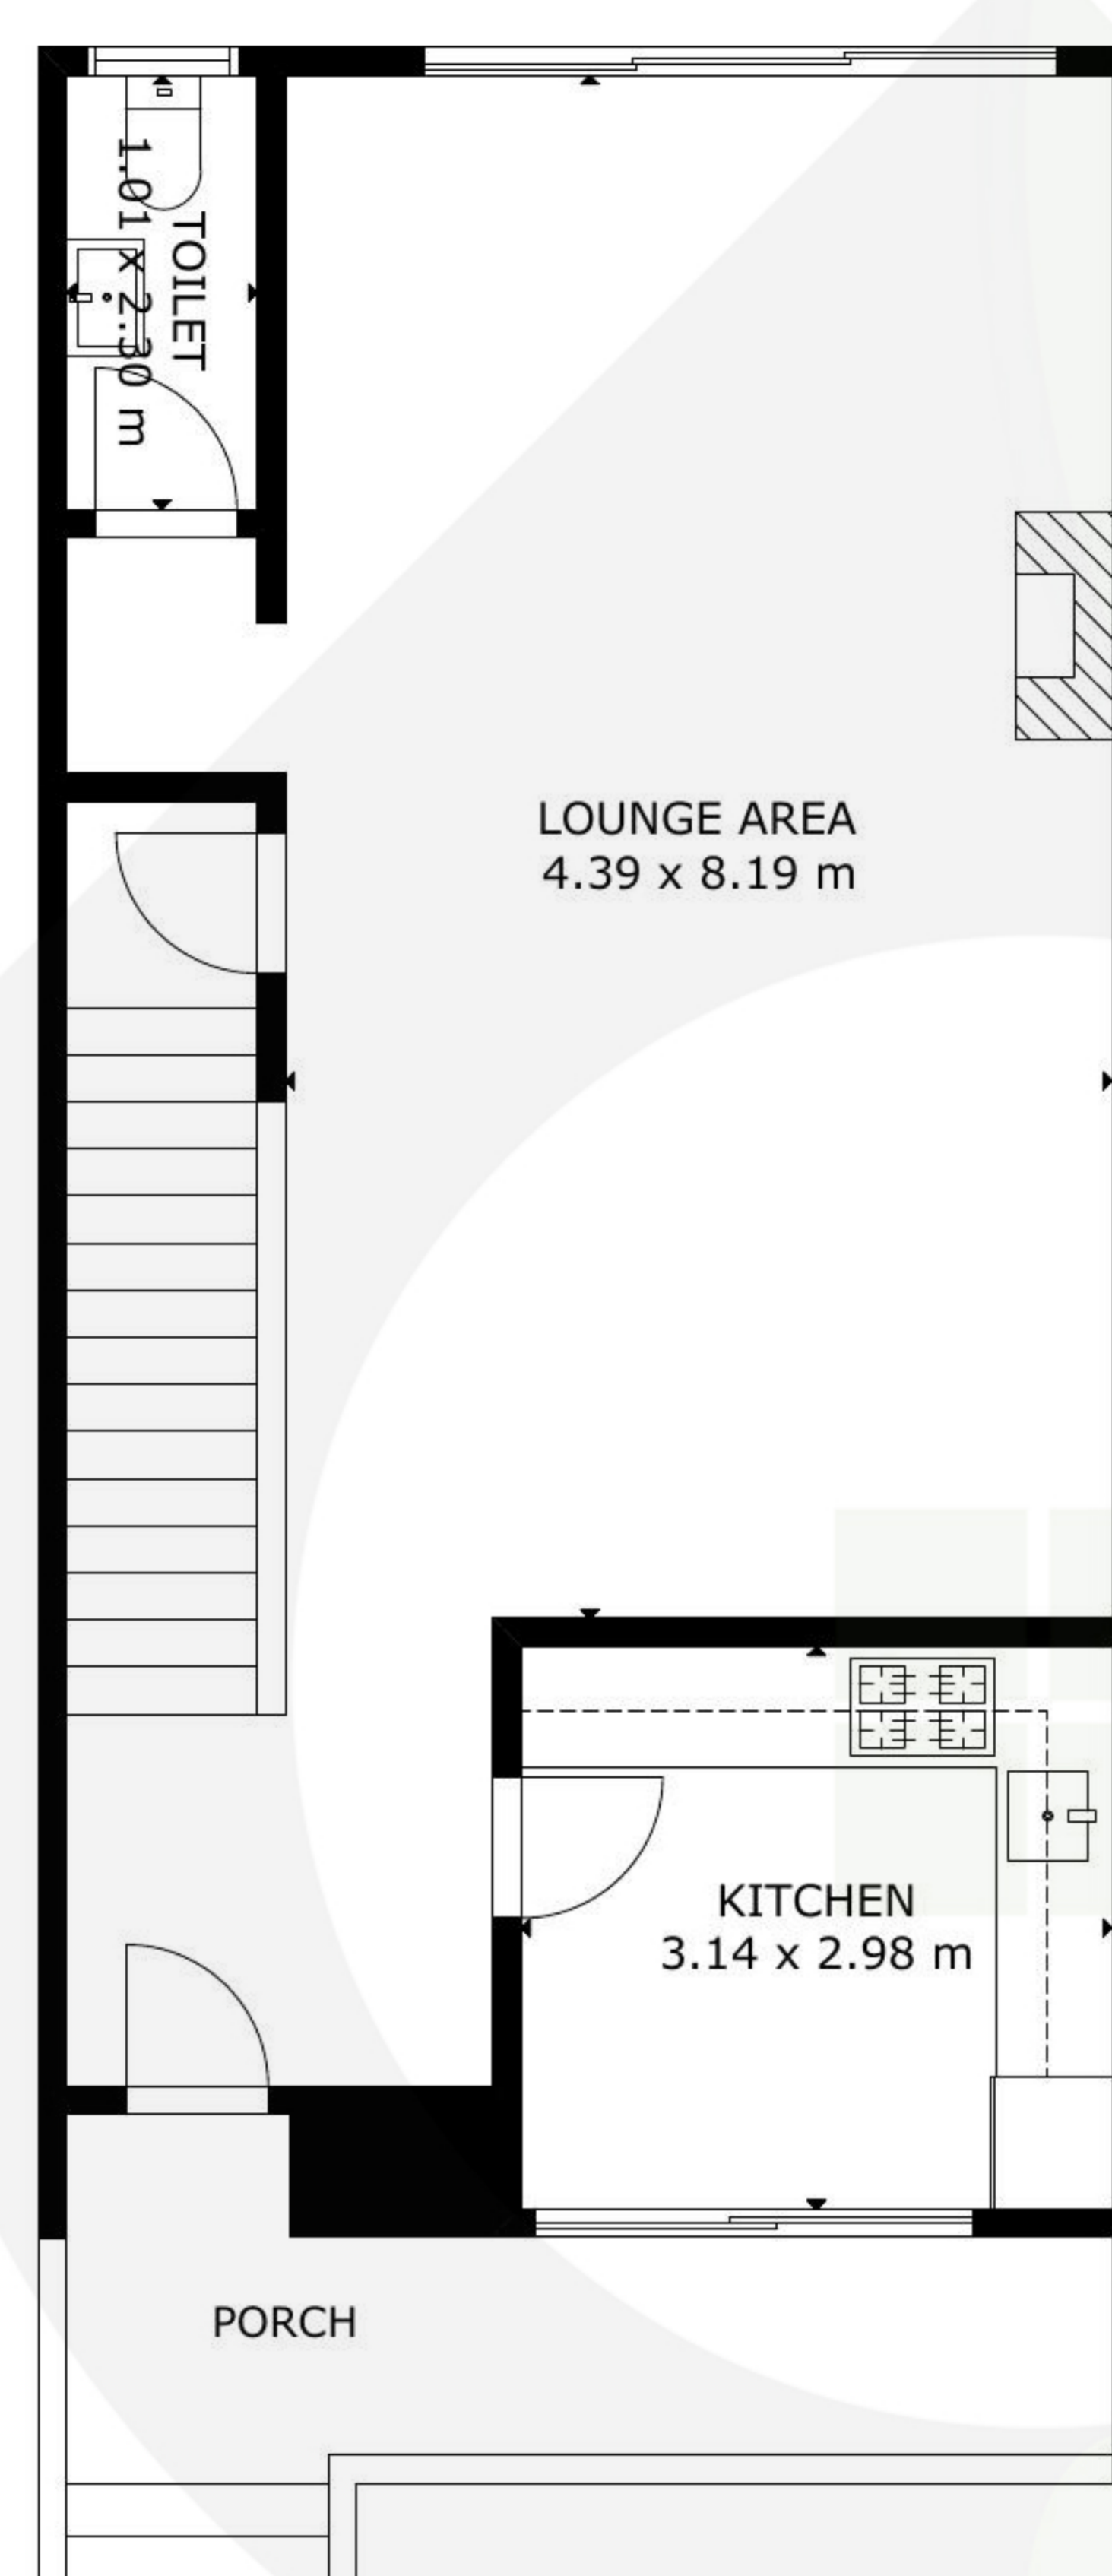 TOILET
1.01 x 2.30 m
LOUNGE AREA
4.39 x 8.19 m
KITCHEN
3.14 x 2.98 m
PORCH